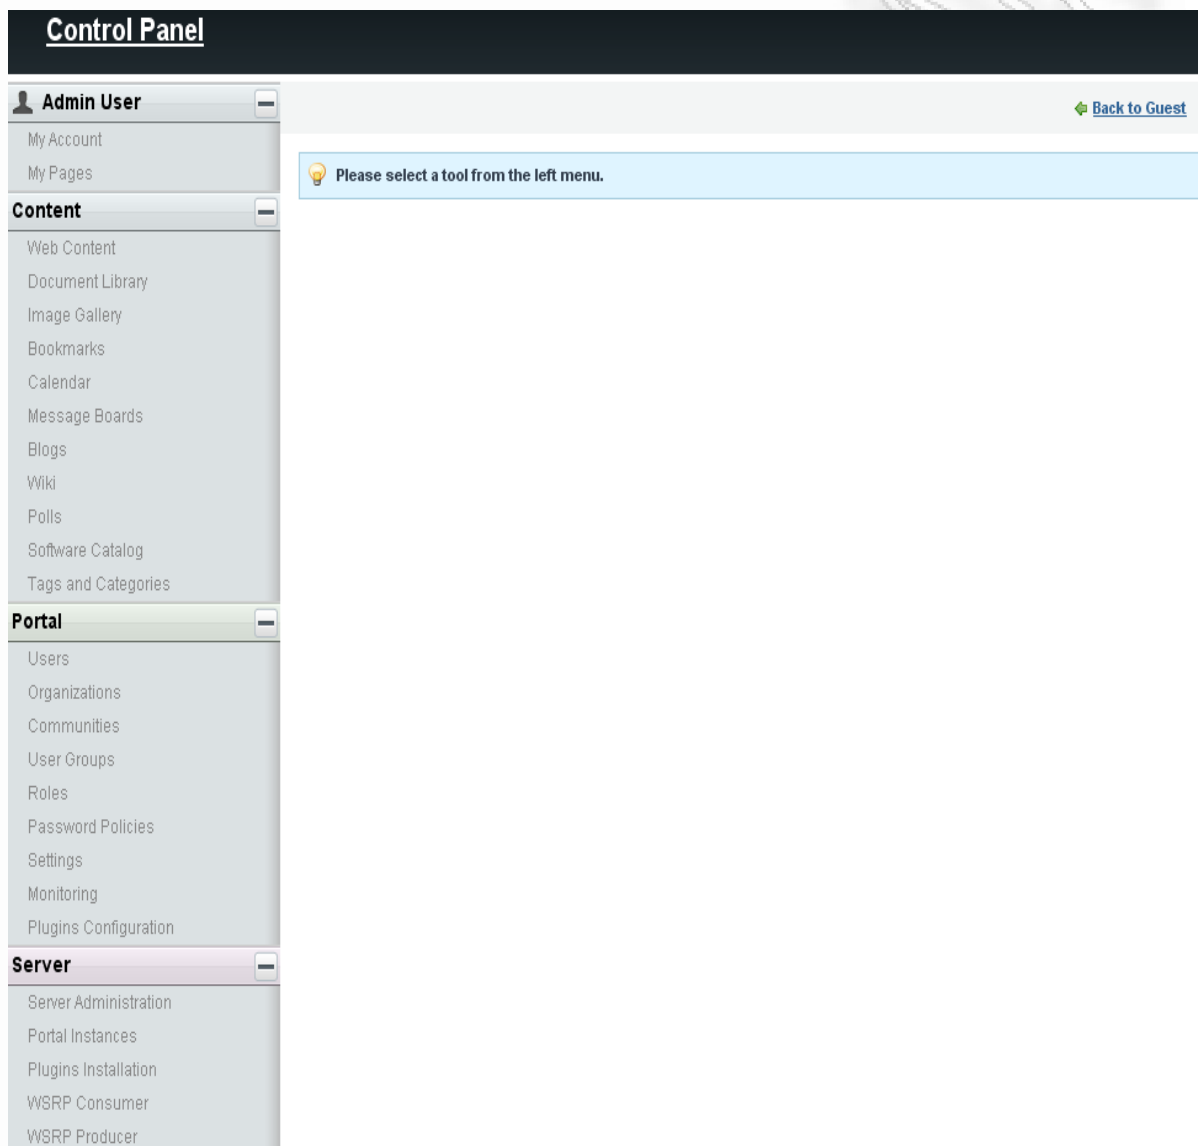 Control Panel
Admin User
My Account
My Pages
Content
Web Content
Document Library
Image Gallery
Bookmarks
Calendar
Message Boards
Blogs
Wiki
Polls
Software Catalog
Tags and Categories
Portal
Users
Organizations
Communities
User Groups
Roles
Password Policies
Settings
Monitoring
Plugins Configuration
Server
Server Administration
Portal Instances
Plugins Installation
WSRP Consumer
WSRP Producer
Back to Guest
Please select a tool from the left menu.